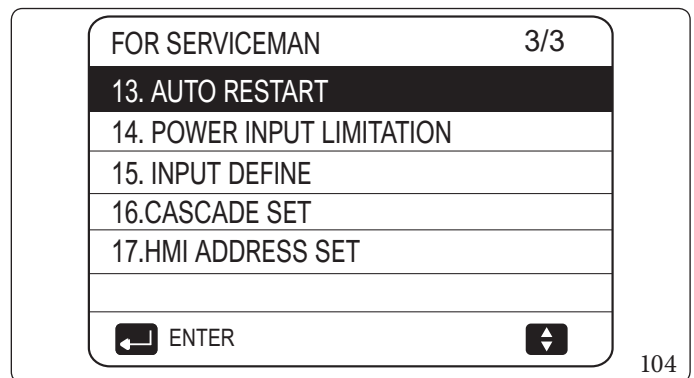 FOR SERVICEMAN 3/3
13. AUTO RESTART
14. POWER INPUT LIMITATION
15. INPUT DEFINE
16.CASCADE SET
17.HMI ADDRESS SET
ENTER
104